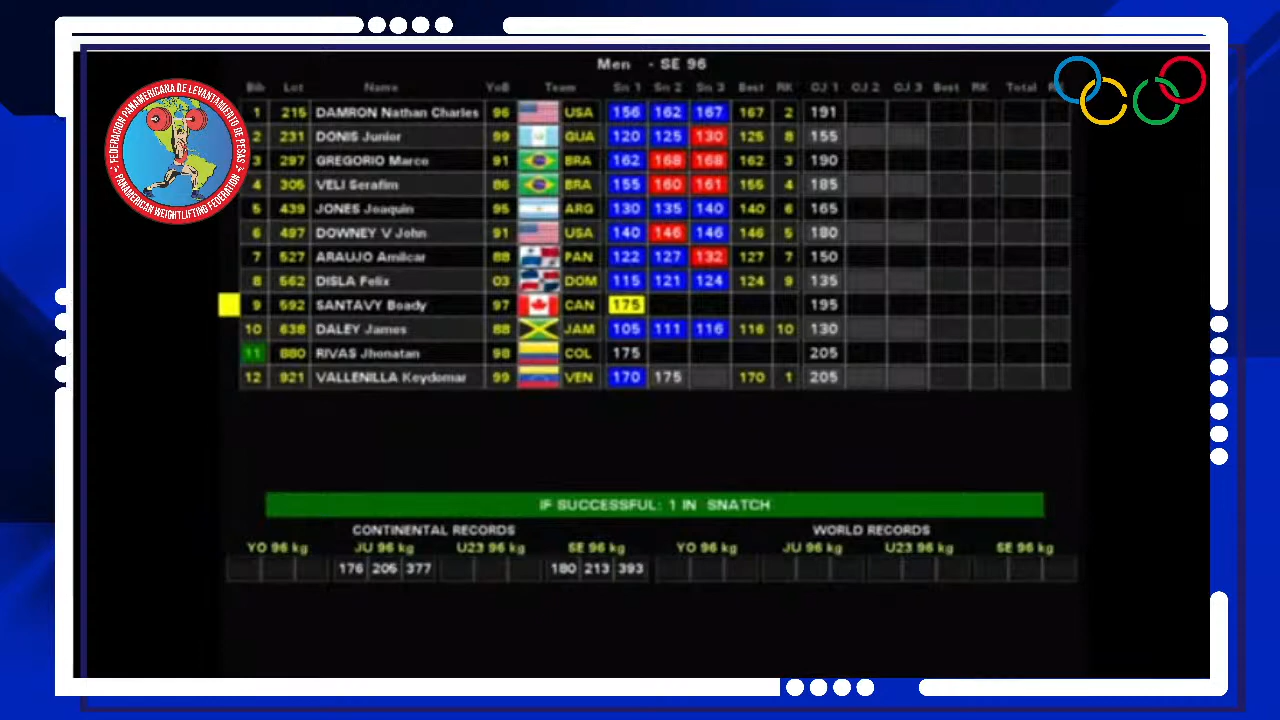 Men - SE 96
Bib Lot Name YoB Team Sn 1 Sn 2 Sn 3 Best RK CJ 1 CJ 2 CJ 3 Best RK Total
1 215 DAMRON Nathan Charles 96 USA 156 162 167 167 2 191
2 231 DONIS Junior 99 GUA 120 125 130 125 8 155
3 297 GREGORIO Marco 91 BRA 162 168 168 162 3 190
4 305 VELI Serafim 86 BRA 155 160 161 155 4 185
5 439 JONES Joaquin 95 ARG 130 135 140 140 6 165
6 497 DOWNEY V John 91 USA 140 146 146 146 5 180
7 527 ARAUJO Amilcar 88 PAN 122 127 132 127 7 150
8 562 DISLA Felix 03 DOM 115 121 124 124 9 135
9 592 SANTAVY Boady 97 CAN 175 195
10 638 DALEY James 88 JAM 105 111 116 116 10 130
11 880 RIVAS Jhonatan 98 COL 175 205
12 921 VALLENILLA Keydomar 99 VEN 170 175 170 1 205
FEDERACIÓN PANAMERICANA DE LEVANTAMIENTO DE PESAS
PANAMERICAN WEIGHTLIFTING FEDERATION
IF SUCCESSFUL: 1 IN SNATCH
CONTINENTAL RECORDS WORLD RECORDS
YO 96 kg JU 96 kg U23 96 kg SE 96 kg YO 96 kg JU 96 kg U23 96 kg SE 96 kg
176 205 377 180 213 393